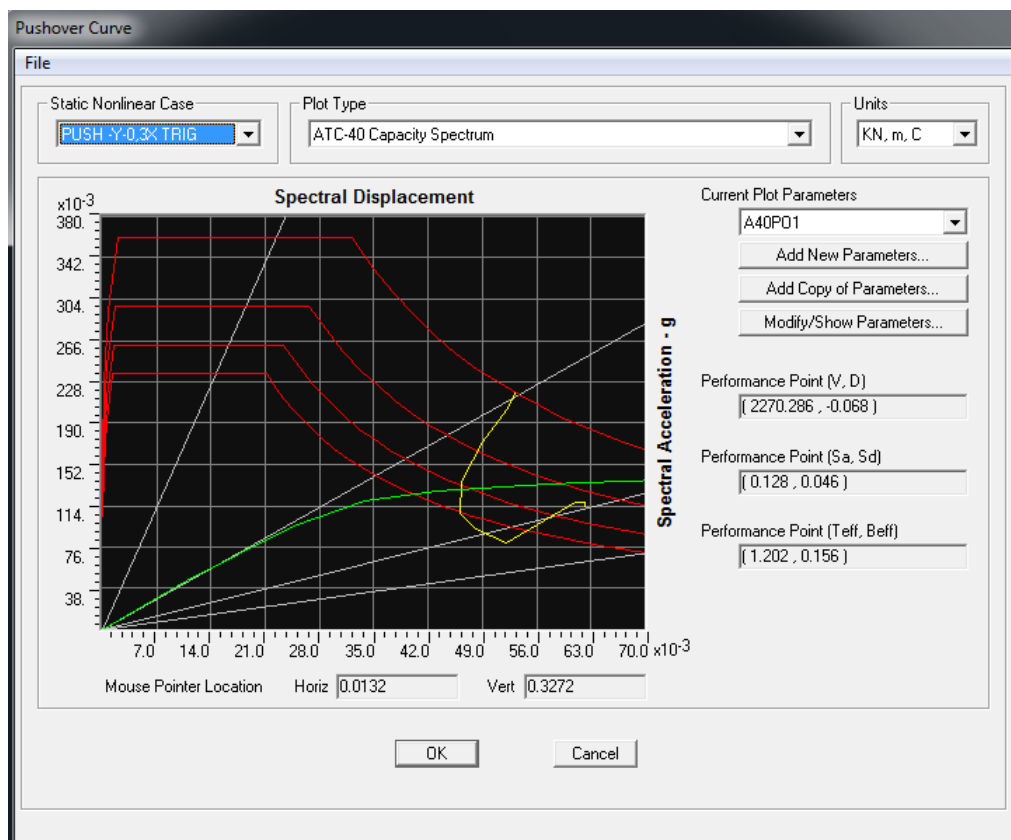 Pushover Curve
File
Static Nonlinear Case
PUSH -Y-0,3X TRIG
Plot Type
ATC-40 Capacity Spectrum
Units
KN, m, C
Spectral Displacement
x10-3
380.
342.
304.
266.
228.
190.
152.
114.
76.
38.
7.0 14.0 21.0 28.0 35.0 42.0 49.0 56.0 63.0 70.0 x10-3
Spectral Acceleration - g
Mouse Pointer Location Horiz 0.0132 Vert 0.3272
Current Plot Parameters
A40PO1
Add New Parameters...
Add Copy of Parameters...
Modify/Show Parameters...
Performance Point (V, D)
( 2270.286 , -0.068 )
Performance Point (Sa, Sd)
( 0.128 , 0.046 )
Performance Point (Teff, Beff)
( 1.202 , 0.156 )
OK
Cancel